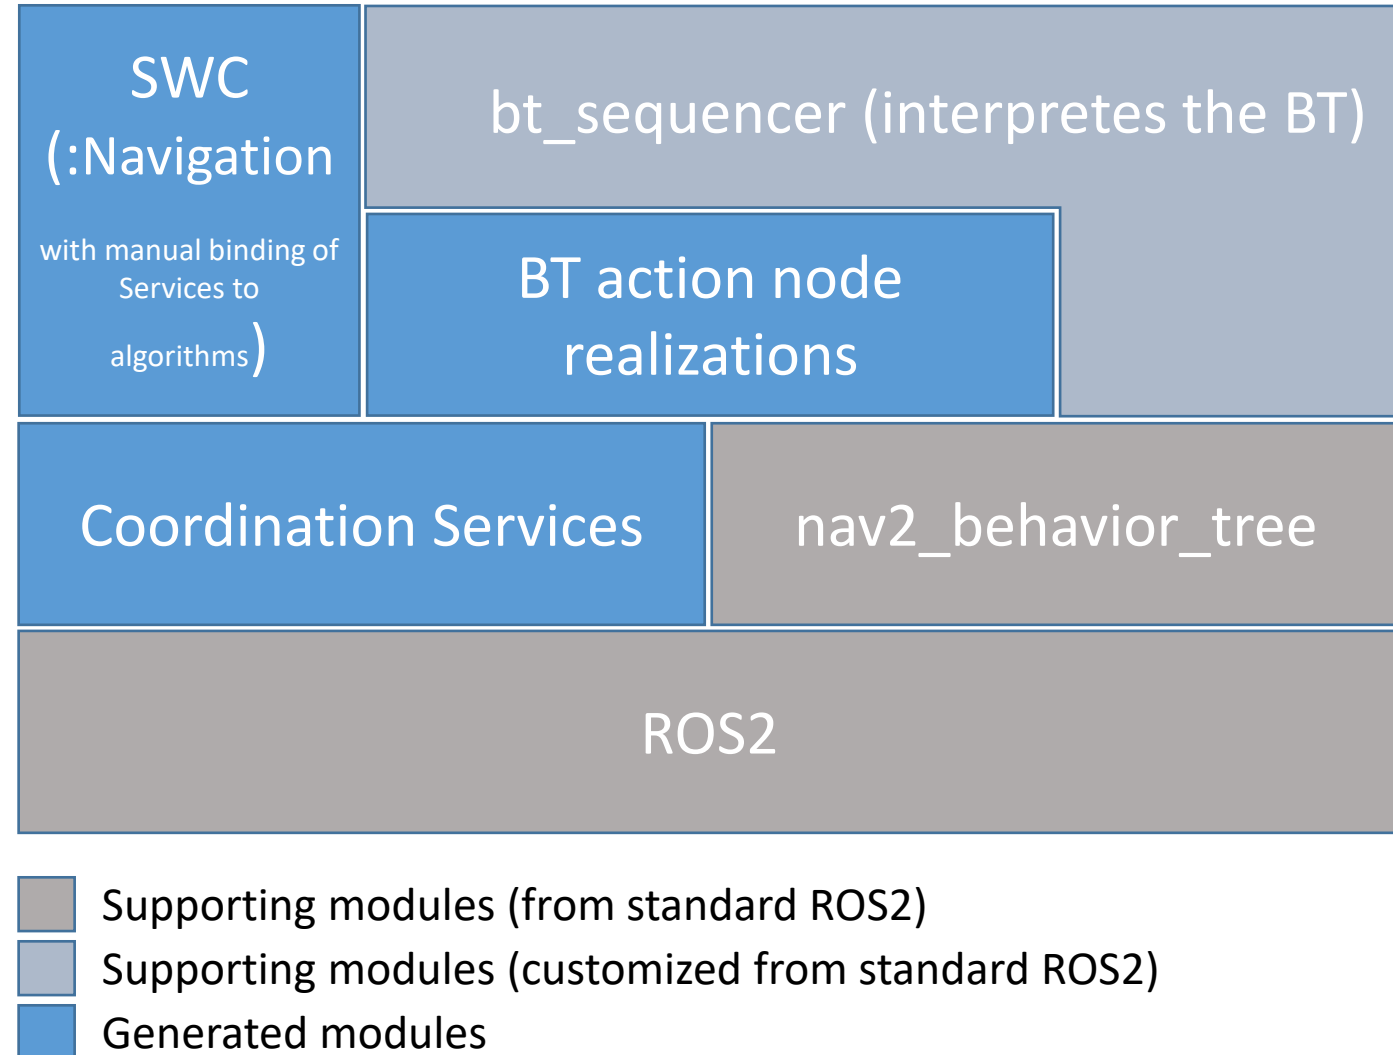 SWC
(:Navigation
with manual binding of
Services to
algorithms)
bt_sequencer (interpretes the BT)
BT action node
realizations
Coordination Services
nav2_behavior_tree
ROS2
Supporting modules (from standard ROS2)
Supporting modules (customized from standard ROS2)
Generated modules